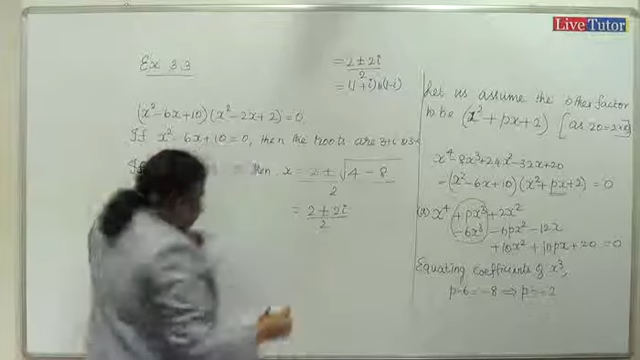 Live Tutor
Ex 3.3
(x²-6x+10)(x²-2x+2)=0
If x²-6x+10=0, then the roots are 3+i & 3-i
If then x = 2 ± √4-8 / 2
= 2 ± 2i / 2
= 2 ± 2i / 2
= (1+i) (1-i)
Let us assume the other factor
to be (x²+px+2) [as 20=2×10]
x⁴-8x³+24x²-32x+20
= (x²-6x+10)(x²+px+2) = 0
x⁴ +px³ +2x²
-6x³ -6px² -12x
+10x² +10px +20 = 0
Equating coefficients of x³,
p-6 = -8 ⇒ p = -2